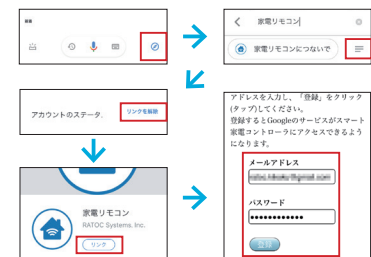 家電リモコン
家電リモコンにつないで
アカウントのステータ.
リンクを解除
家電リモコン
RATOC Systems, Inc.
リンク
アドレスを入力し、「登録」をクリック
(タップ)してください。
登録するとGoogleのサービスがスマート
家電コントローラにアクセスできるよう
になります。
メールアドレス
パスワード
••••••••••••
登録